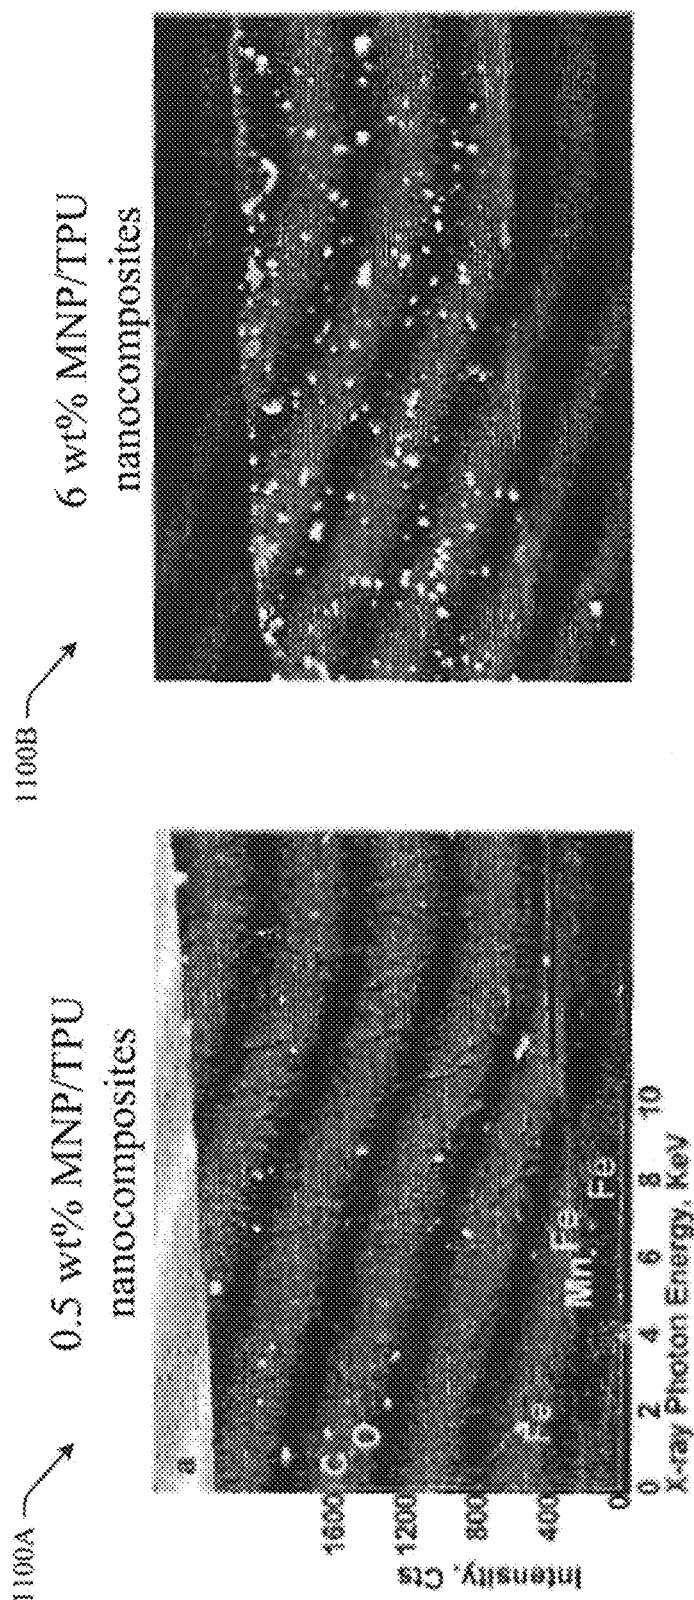 1100A
0.5 wt% MNP/TPU
nanocomposites
a
C
O
Fe
Mn.
Fe
Fe
1600
1200
800
400
0
Intensity, Cts
0 2 4 6 8 10
X-ray Photon Energy, KeV
1100B
6 wt% MNP/TPU
nanocomposites